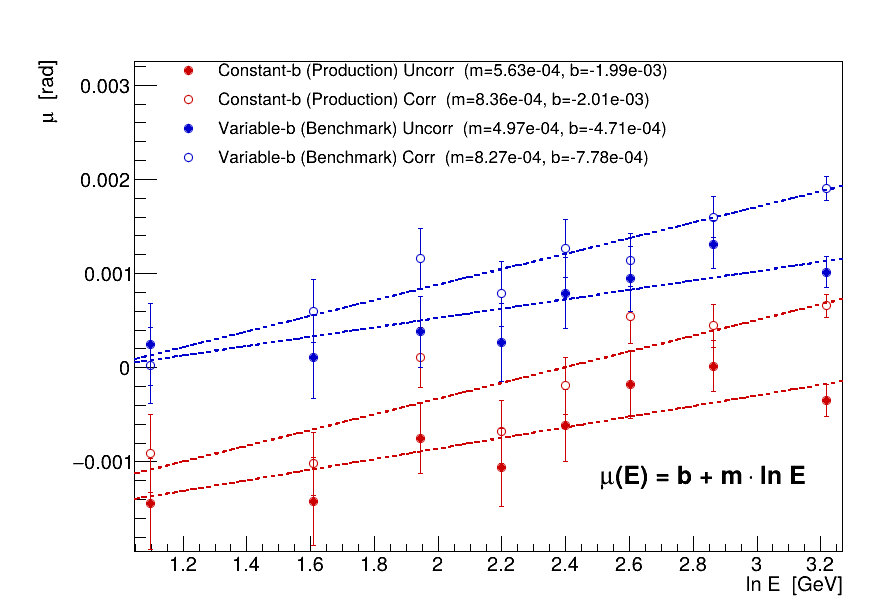 μ [rad]
0.003
0.002
0.001
0
−0.001
Constant-b (Production) Uncorr (m=5.63e-04, b=-1.99e-03)
Constant-b (Production) Corr (m=8.36e-04, b=-2.01e-03)
Variable-b (Benchmark) Uncorr (m=4.97e-04, b=-4.71e-04)
Variable-b (Benchmark) Corr (m=8.27e-04, b=-7.78e-04)
μ(E) = b + m · ln E
1.2 1.4 1.6 1.8 2 2.2 2.4 2.6 2.8 3 3.2
ln E [GeV]